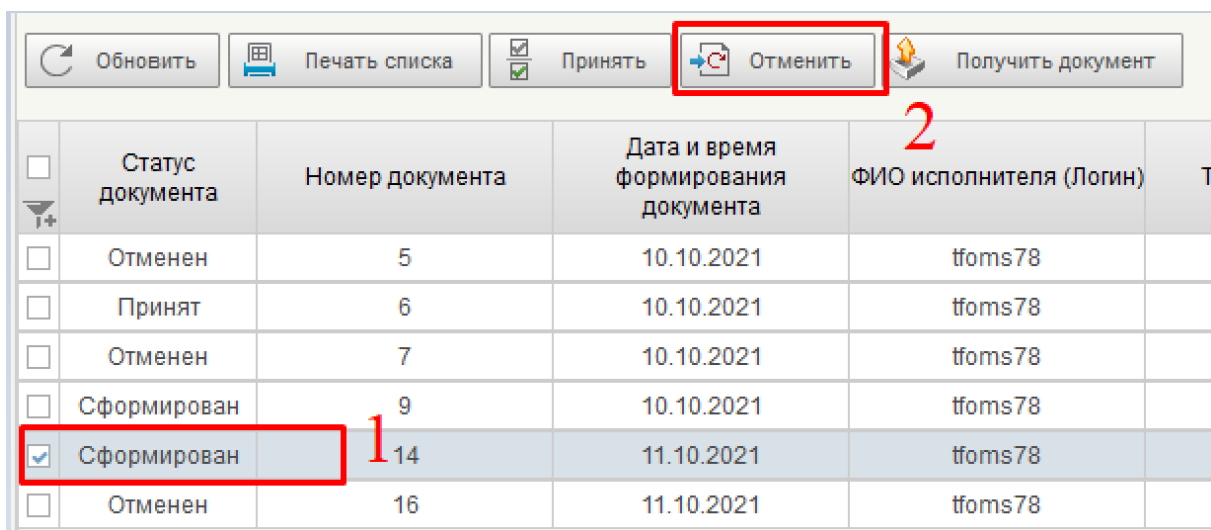 Обновить Печать списка Принять Отменить Получить документ
2
Статус документа Номер документа Дата и время формирования документа ФИО исполнителя (Логин) Т
Отменен 5 10.10.2021 tfoms78
Принят 6 10.10.2021 tfoms78
Отменен 7 10.10.2021 tfoms78
Сформирован 9 10.10.2021 tfoms78
1
Сформирован 14 11.10.2021 tfoms78
Отменен 16 11.10.2021 tfoms78